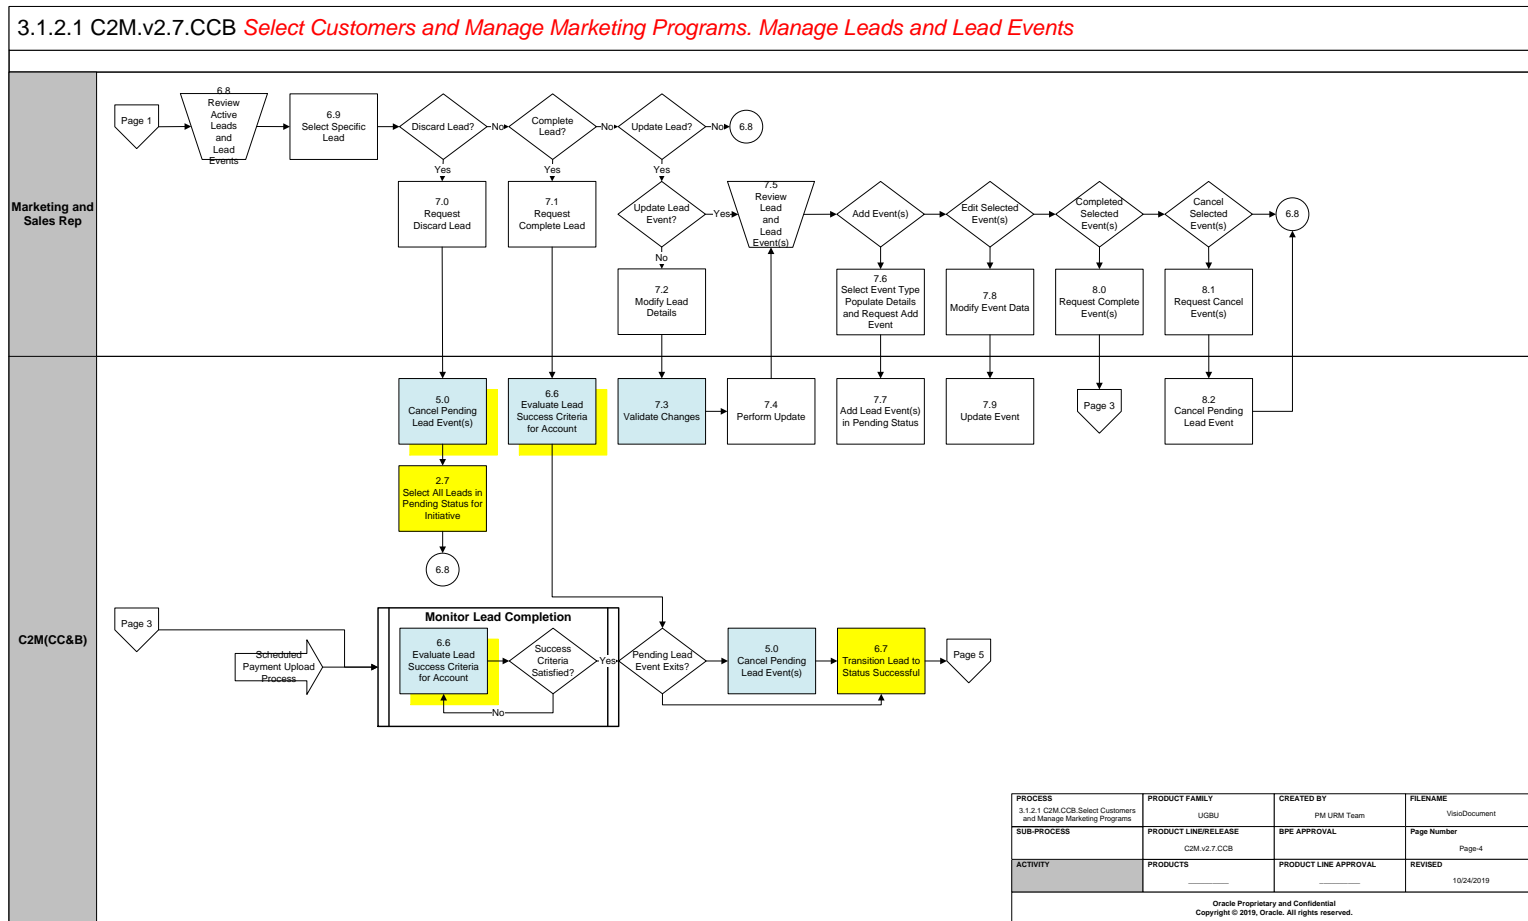 3.1.2.1 C2M.v2.7.CCB Select Customers and Manage Marketing Programs. Manage Leads and Lead Events
Marketing and
Sales Rep
Page 1
6.8
Review
Active
Leads
and
Lead
Events
6.9
Select Specific
Lead
Discard Lead?
No
Complete
Lead?
No
Update Lead?
No
6.8
Yes
Yes
Yes
7.0
Request
Discard Lead
7.1
Request
Complete Lead
Update Lead
Event?
Yes
No
7.5
Review
Lead
and
Lead
Event(s)
Add Event(s)
Edit Selected
Event(s)
Completed
Selected
Event(s)
Cancel
Selected
Event(s)
6.8
7.2
Modify Lead
Details
7.6
Select Event Type
Populate Details
and Request Add
Event
7.8
Modify Event Data
8.0
Request Complete
Event(s)
8.1
Request Cancel
Event(s)
C2M(CC&B)
5.0
Cancel Pending
Lead Event(s)
6.6
Evaluate Lead
Success Criteria
for Account
7.3
Validate Changes
7.4
Perform Update
7.7
Add Lead Event(s)
in Pending Status
7.9
Update Event
Page 3
8.2
Cancel Pending
Lead Event
2.7
Select All Leads in
Pending Status for
Initiative
6.8
Page 3
Scheduled
Payment Upload
Process
Monitor Lead Completion
6.6
Evaluate Lead
Success Criteria
for Account
Success
Criteria
Satisfied?
Yes
No
Pending Lead
Event Exits?
5.0
Cancel Pending
Lead Event(s)
6.7
Transition Lead to
Status Successful
Page 5
PROCESS
3.1.2.1 C2M.CCB.Select Customers
and Manage Marketing Programs
PRODUCT FAMILY
UGBU
CREATED BY
PM URM Team
FILENAME
VisioDocument
SUB-PROCESS
PRODUCT LINE/RELEASE
C2M.v2.7.CCB
BPE APPROVAL
Page Number
Page-4
ACTIVITY
PRODUCTS
PRODUCT LINE APPROVAL
REVISED
10/24/2019
Oracle Proprietary and Confidential
Copyright © 2019, Oracle. All rights reserved.